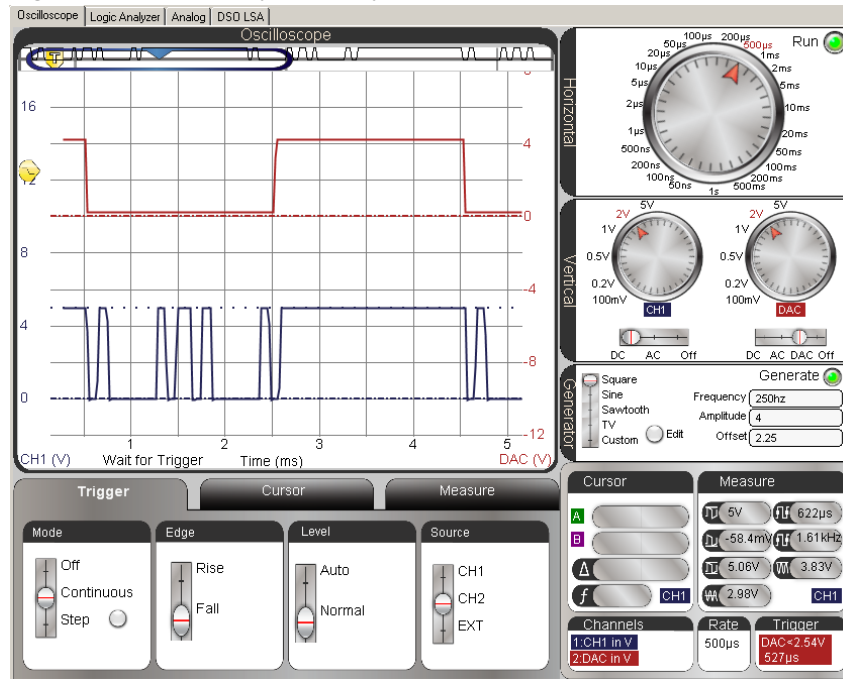 Oscilloscope Logic Analyzer Analog DSO LSA
Oscilloscope
T
16
12
8
4
0
-4
0
-4
-8
-12
1 2 3 4 5
CH1 (V) Wait for Trigger Time (ms) DAC (V)
Horizontal
Run
50ns
100ns
200ns
500ns
1µs
2µs
5µs
10µs
20µs
50µs
100µs
200µs
500µs
1ms
2ms
5ms
10ms
20ms
50ms
100ms
200ms
500ms
1s
Vertical
5V
2V
1V
0.5V
0.2V
100mV
CH1
DC AC Off
5V
2V
1V
0.5V
0.2V
100mV
DAC
DC AC DAC Off
Generator
Square
Sine
Sawtooth
TV
Custom
Edit
Generate
Frequency 250hz
Amplitude 4
Offset 2.25
Trigger Cursor Measure
Mode
Off
Continuous
Step
Edge
Rise
Fall
Level
Auto
Normal
Source
CH1
CH2
EXT
Cursor
A
B
Δ
f
CH1
Measure
5V 622µs
-58.4mV 1.61kHz
5.06V 3.83V
2.98V CH1
Channels
1:CH1 in V
2:DAC in V
Rate
500µs
Trigger
DAC<2.54V
527µs